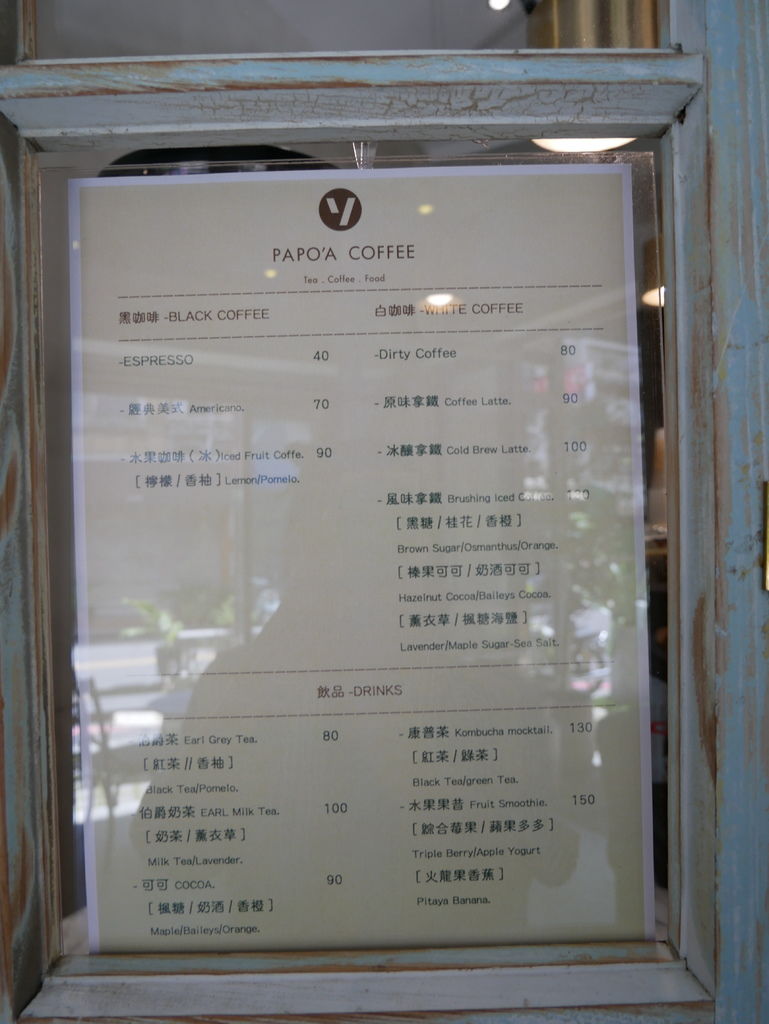 PAPO'A COFFEE
Tea . Coffee . Food
黑咖啡 -BLACK COFFEE
-ESPRESSO 40
- 經典美式 Americano. 70
- 水果咖啡(冰)Iced Fruit Coffe. 90
[ 檸檬 / 香柚 ] Lemon/Pomelo.
白咖啡 -WHITE COFFEE
-Dirty Coffee 80
- 原味拿鐵 Coffee Latte. 90
- 冰釀拿鐵 Cold Brew Latte. 100
- 風味拿鐵 Brushing Iced Coffee. 120
[ 黑糖 / 桂花 / 香橙 ]
Brown Sugar/Osmanthus/Orange.
[ 榛果可可 / 奶酒可可 ]
Hazelnut Cocoa/Baileys Cocoa.
[ 薰衣草 / 楓糖海鹽 ]
Lavender/Maple Sugar-Sea Salt.
飲品 -DRINKS
- 伯爵茶 Earl Grey Tea. 80
[ 紅茶 // 香柚 ]
Black Tea/Pomelo.
- 伯爵奶茶 EARL Milk Tea. 100
[ 奶茶 / 薰衣草 ]
Milk Tea/Lavender.
- 可可 COCOA. 90
[ 楓糖 / 奶酒 / 香橙 ]
Maple/Baileys/Orange.
- 康普茶 Kombucha mocktail. 130
[ 紅茶 / 綠茶 ]
Black Tea/green Tea.
- 水果果昔 Fruit Smoothie. 150
[ 綜合莓果 / 蘋果多多 ]
Triple Berry/Apple Yogurt
[ 火龍果香蕉 ]
Pitaya Banana.